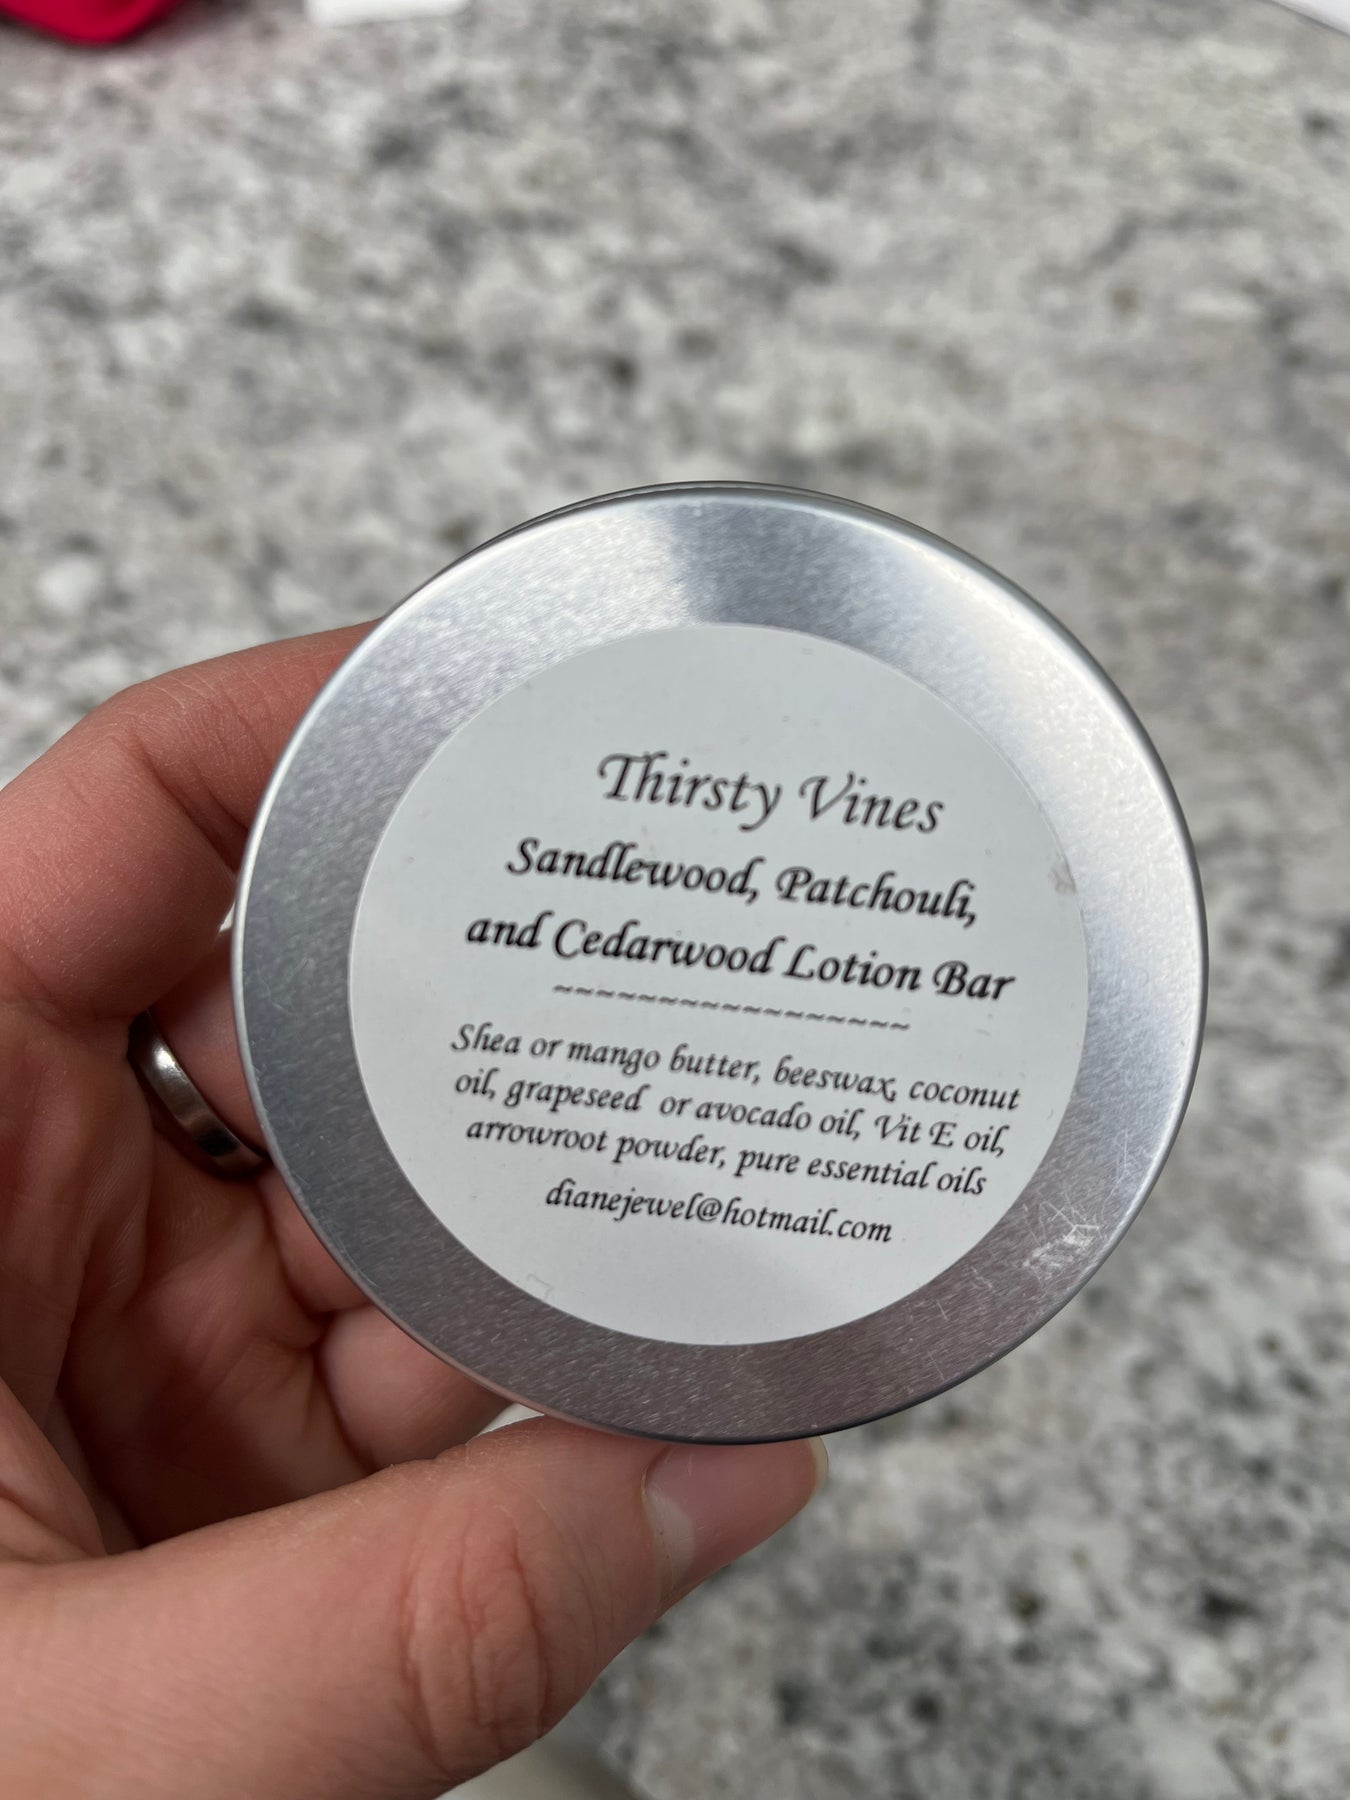 Thirsty Vines
Sandlewood, Patchouli,
and Cedarwood Lotion Bar
~~~~~~~~~~~~~~~~~
Shea or mango butter, beeswax, coconut
oil, grapeseed or avocado oil, Vit E oil,
arrowroot powder, pure essential oils
dianejewel@hotmail.com